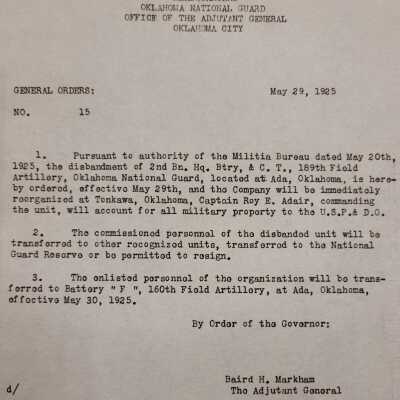 OKLAHOMA NATIONAL GUARD
OFFICE OF THE ADJUTANT GENERAL
OKLAHOMA CITY
GENERAL ORDERS: May 29, 1925
NO. 15
1. Pursuant to authority of the Militia Bureau dated May 20th,
1925, the disbandment of 2nd Bn. Hq. Btry, & C. T., 189th Field
Artillery, Oklahoma National Guard, located at Ada, Oklahoma, is here-
by ordered, effective May 29th, and the Company will be immediately
reorganized at Tonkawa, Oklahoma, Captain Roy E. Adair, commanding
the unit, will account for all military property to the U.S.P.& D.O.
2. The commissioned personnel of the disbanded unit will be
transferred to other recognized units, transferred to the National
Guard Reserve or be permitted to resign.
3. The enlisted personnel of the organization will be trans-
ferred to Battery " F ", 160th Field Artillery, at Ada, Oklahoma,
effective May 30, 1925.
By Order of the Governor:
Baird H. Markham
d/ The Adjutant General